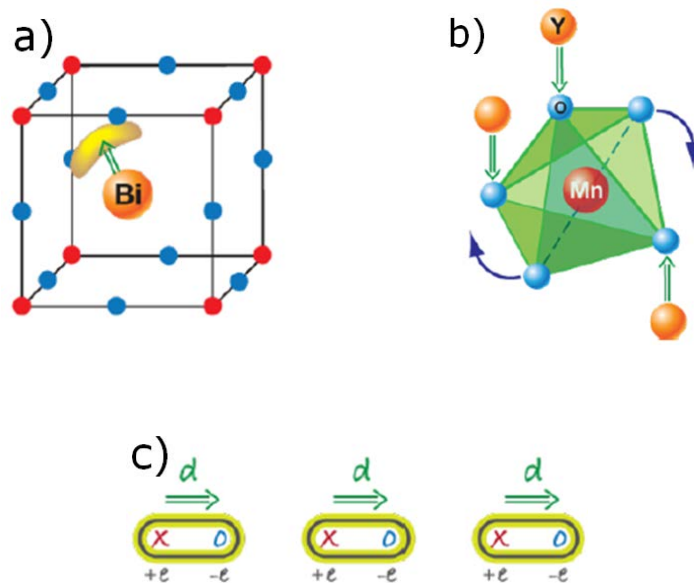 a)
b)
Y
O
Bi
Mn
c)
d d d
x o x o x o
+e -e +e -e +e -e